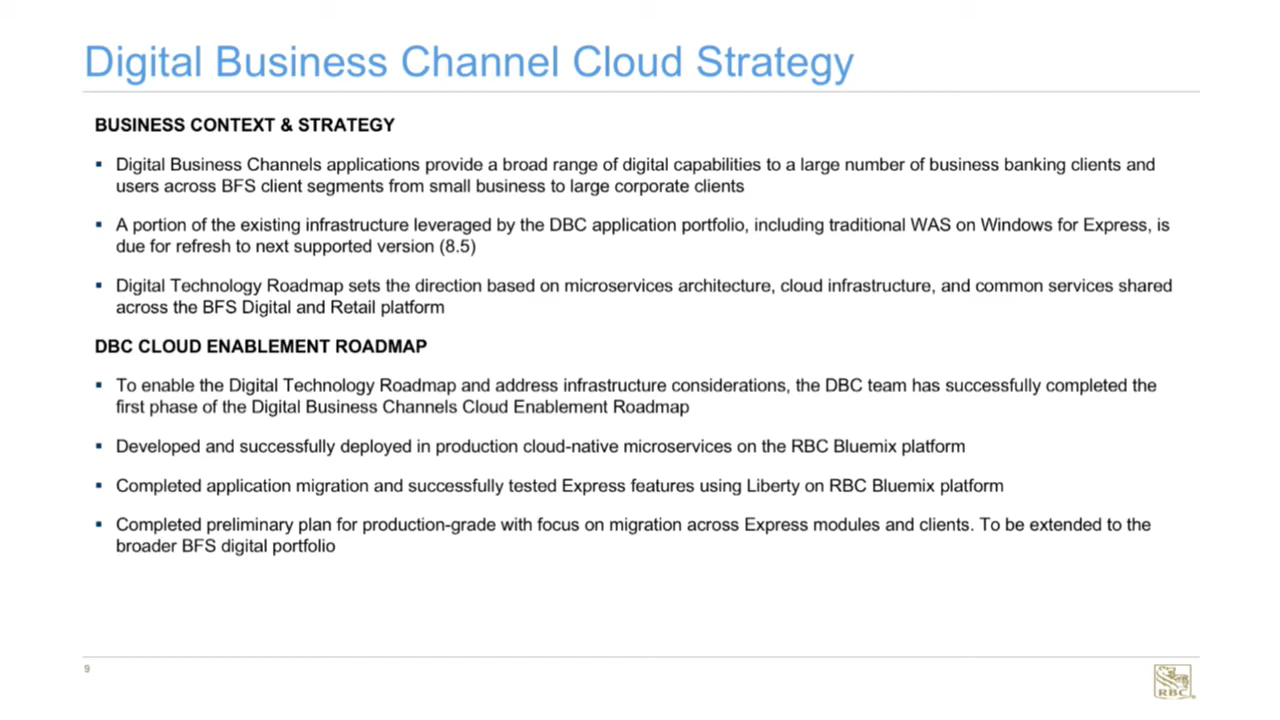 Digital Business Channel Cloud Strategy
BUSINESS CONTEXT & STRATEGY
▪ Digital Business Channels applications provide a broad range of digital capabilities to a large number of business banking clients and
users across BFS client segments from small business to large corporate clients
▪ A portion of the existing infrastructure leveraged by the DBC application portfolio, including traditional WAS on Windows for Express, is
due for refresh to next supported version (8.5)
▪ Digital Technology Roadmap sets the direction based on microservices architecture, cloud infrastructure, and common services shared
across the BFS Digital and Retail platform
DBC CLOUD ENABLEMENT ROADMAP
▪ To enable the Digital Technology Roadmap and address infrastructure considerations, the DBC team has successfully completed the
first phase of the Digital Business Channels Cloud Enablement Roadmap
▪ Developed and successfully deployed in production cloud-native microservices on the RBC Bluemix platform
▪ Completed application migration and successfully tested Express features using Liberty on RBC Bluemix platform
▪ Completed preliminary plan for production-grade with focus on migration across Express modules and clients. To be extended to the
broader BFS digital portfolio
9
RBC